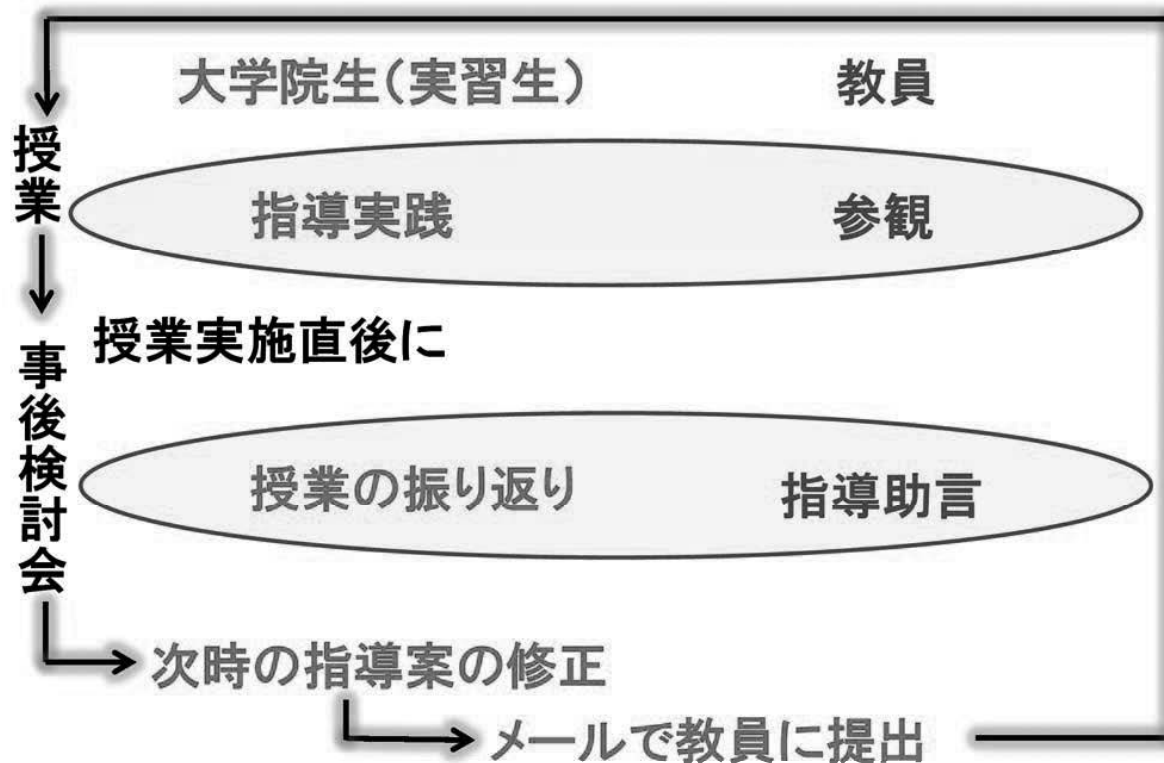 大学院生（実習生） 教員
授業
指導実践 参観
授業実施直後に
事後検討会
授業の振り返り 指導助言
次時の指導案の修正
メールで教員に提出